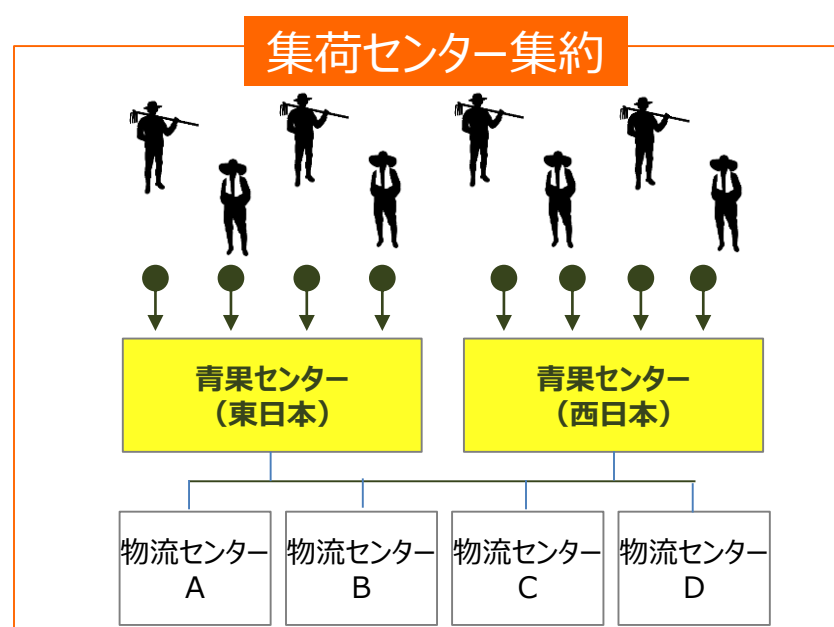 集荷センター集約
青果センター
（東日本）
青果センター
（西日本）
物流センター
A
物流センター
B
物流センター
C
物流センター
D